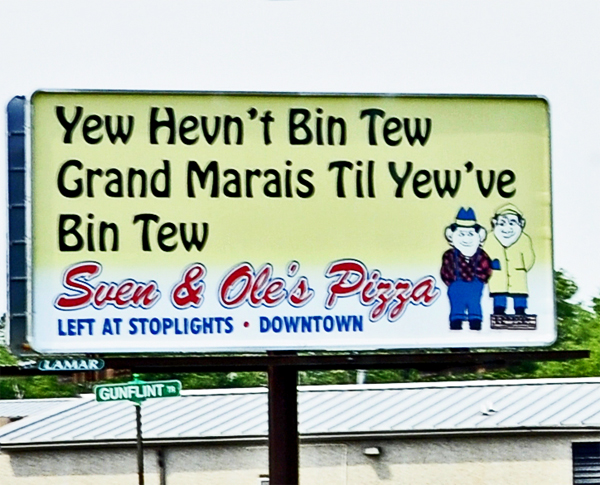 Yew Hevn't Bin Tew
Grand Marais Til Yew've
Bin Tew
Sven & Ole's Pizza
LEFT AT STOPLIGHTS • DOWNTOWN
LAMAR
GUNFLINT TR